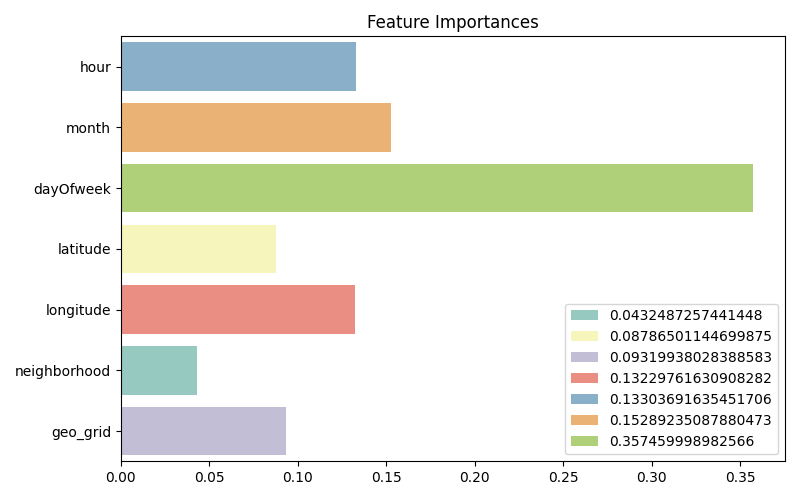 Feature Importances
hour
month
dayOfweek
latitude
longitude
neighborhood
geo_grid
0.0432487257441448
0.08786501144699875
0.09319938028388583
0.13229761630908282
0.13303691635451706
0.15289235087880473
0.357459998982566
0.00 0.05 0.10 0.15 0.20 0.25 0.30 0.35